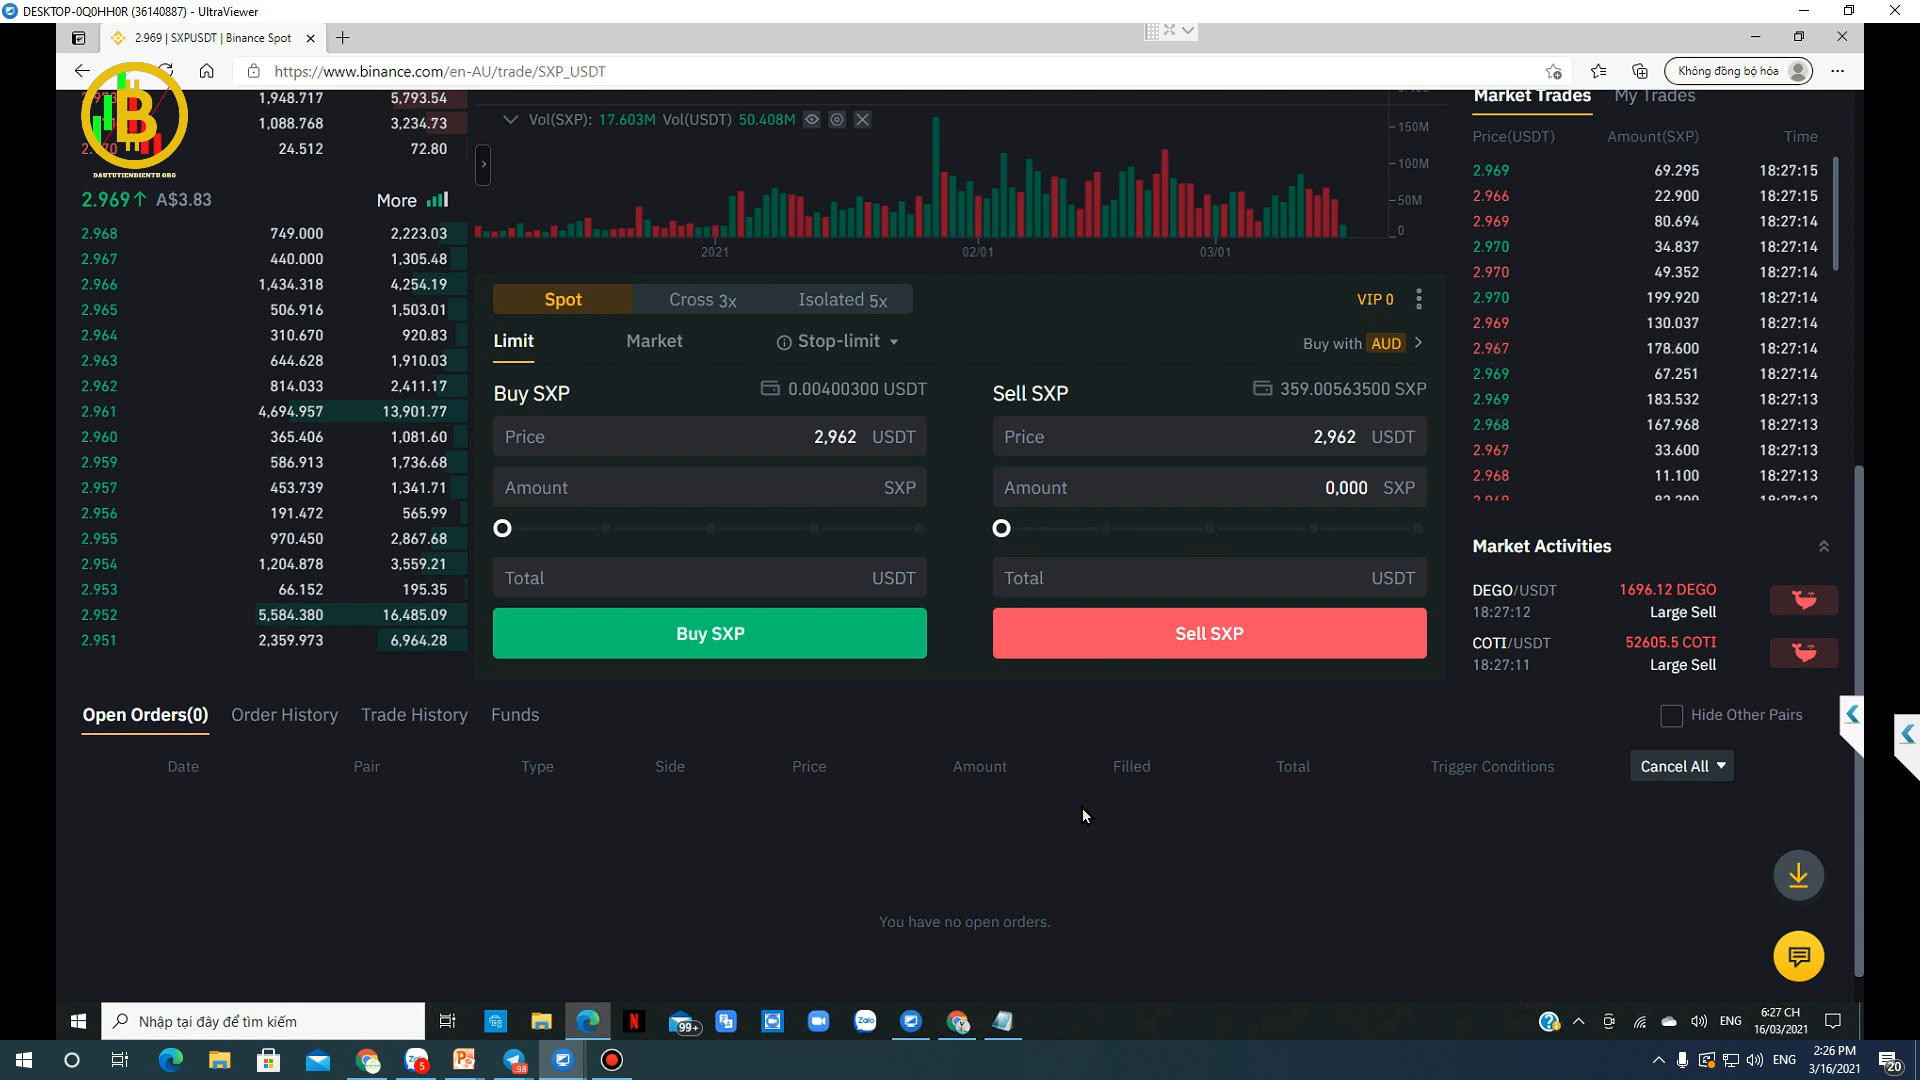 DESKTOP-0Q0HH0R (36140887) - UltraViewer
2.969 | SXPUSDT | Binance Spot
https://www.binance.com/en-AU/trade/SXP_USDT
Không đồng bộ hóa
1,948.717 5,793.54
1,088.768 3,234.73
24.512 72.80
DAUTUTIENDIENTU.ORG
2.969↑ A$3.83 More
2.968 749.000 2,223.03
2.967 440.000 1,305.48
2.966 1,434.318 4,254.19
2.965 506.916 1,503.01
2.964 310.670 920.83
2.963 644.628 1,910.03
2.962 814.033 2,411.17
2.961 4,694.957 13,901.77
2.960 365.406 1,081.60
2.959 586.913 1,736.68
2.957 453.739 1,341.71
2.956 191.472 565.99
2.955 970.450 2,867.68
2.954 1,204.878 3,559.21
2.953 66.152 195.35
2.952 5,584.380 16,485.09
2.951 2,359.973 6,964.28
Vol(SXP): 17.603M Vol(USDT) 50.408M
150M
100M
50M
0
2021 02/01 03/01
Spot Cross 3x Isolated 5x VIP 0
Limit Market Stop-limit Buy with AUD
Buy SXP 0.00400300 USDT
Price 2,962 USDT
Amount SXP
Total USDT
Buy SXP
Sell SXP 359.00563500 SXP
Price 2,962 USDT
Amount 0,000 SXP
Total USDT
Sell SXP
Market Trades My Trades
Price(USDT) Amount(SXP) Time
2.969 69.295 18:27:15
2.966 22.900 18:27:15
2.969 80.694 18:27:14
2.970 34.837 18:27:14
2.970 49.352 18:27:14
2.970 199.920 18:27:14
2.969 130.037 18:27:14
2.967 178.600 18:27:14
2.969 67.251 18:27:14
2.969 183.532 18:27:13
2.968 167.968 18:27:13
2.967 33.600 18:27:13
2.968 11.100 18:27:13
Market Activities
DEGO/USDT 1696.12 DEGO
18:27:12 Large Sell
COTI/USDT 52605.5 COTI
18:27:11 Large Sell
Open Orders(0) Order History Trade History Funds Hide Other Pairs
Date Pair Type Side Price Amount Filled Total Trigger Conditions Cancel All
You have no open orders.
Nhập tại đây để tìm kiếm
99+
ENG
6:27 CH
16/03/2021
5
98
ENG
2:26 PM
3/16/2021
20